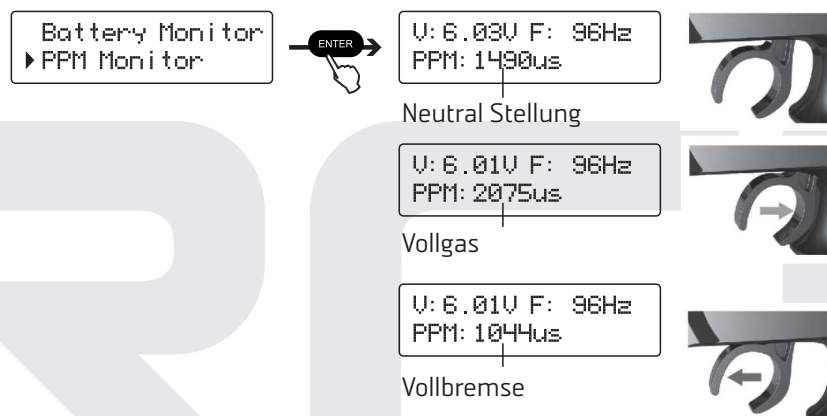 Battery Monitor
▶PPM Monitor
ENTER
V:6.03V F: 96Hz
PPM:1490us
Neutral Stellung
V:6.01V F: 96Hz
PPM:2075us
Vollgas
V:6.01V F: 96Hz
PPM:1044us
Vollbremse